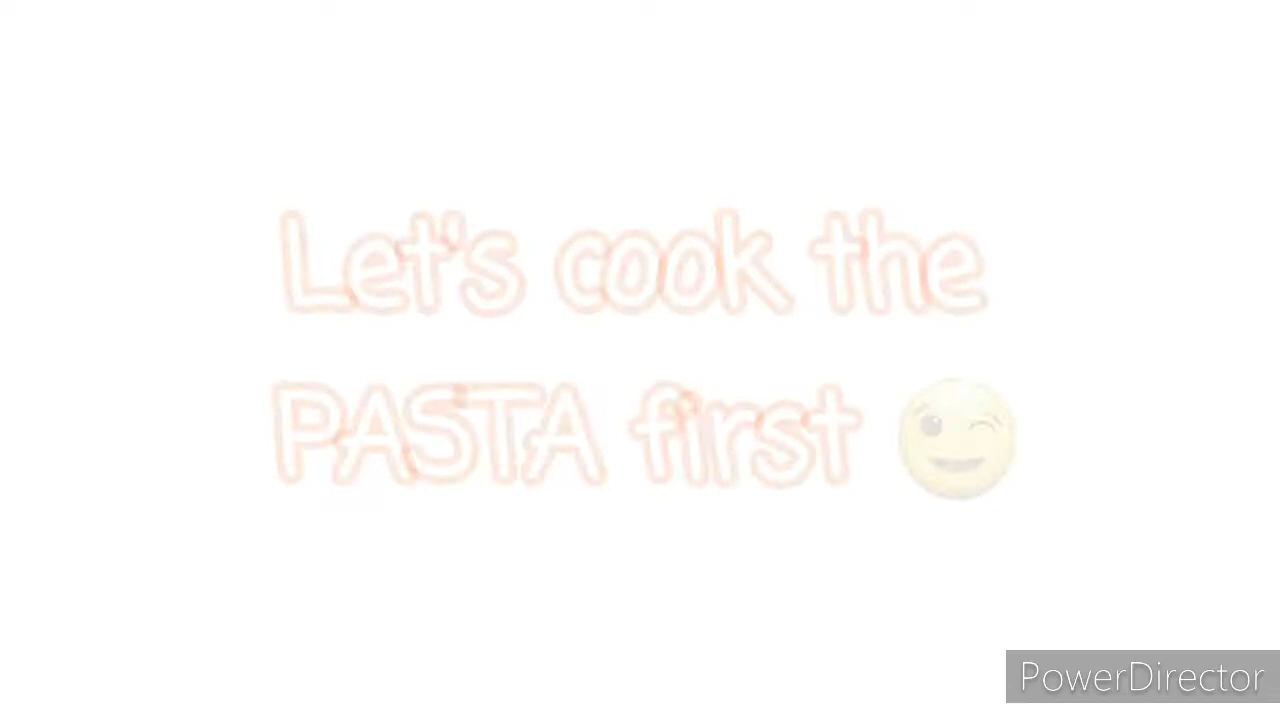 Let's cook the
PASTA first 😉
PowerDirector